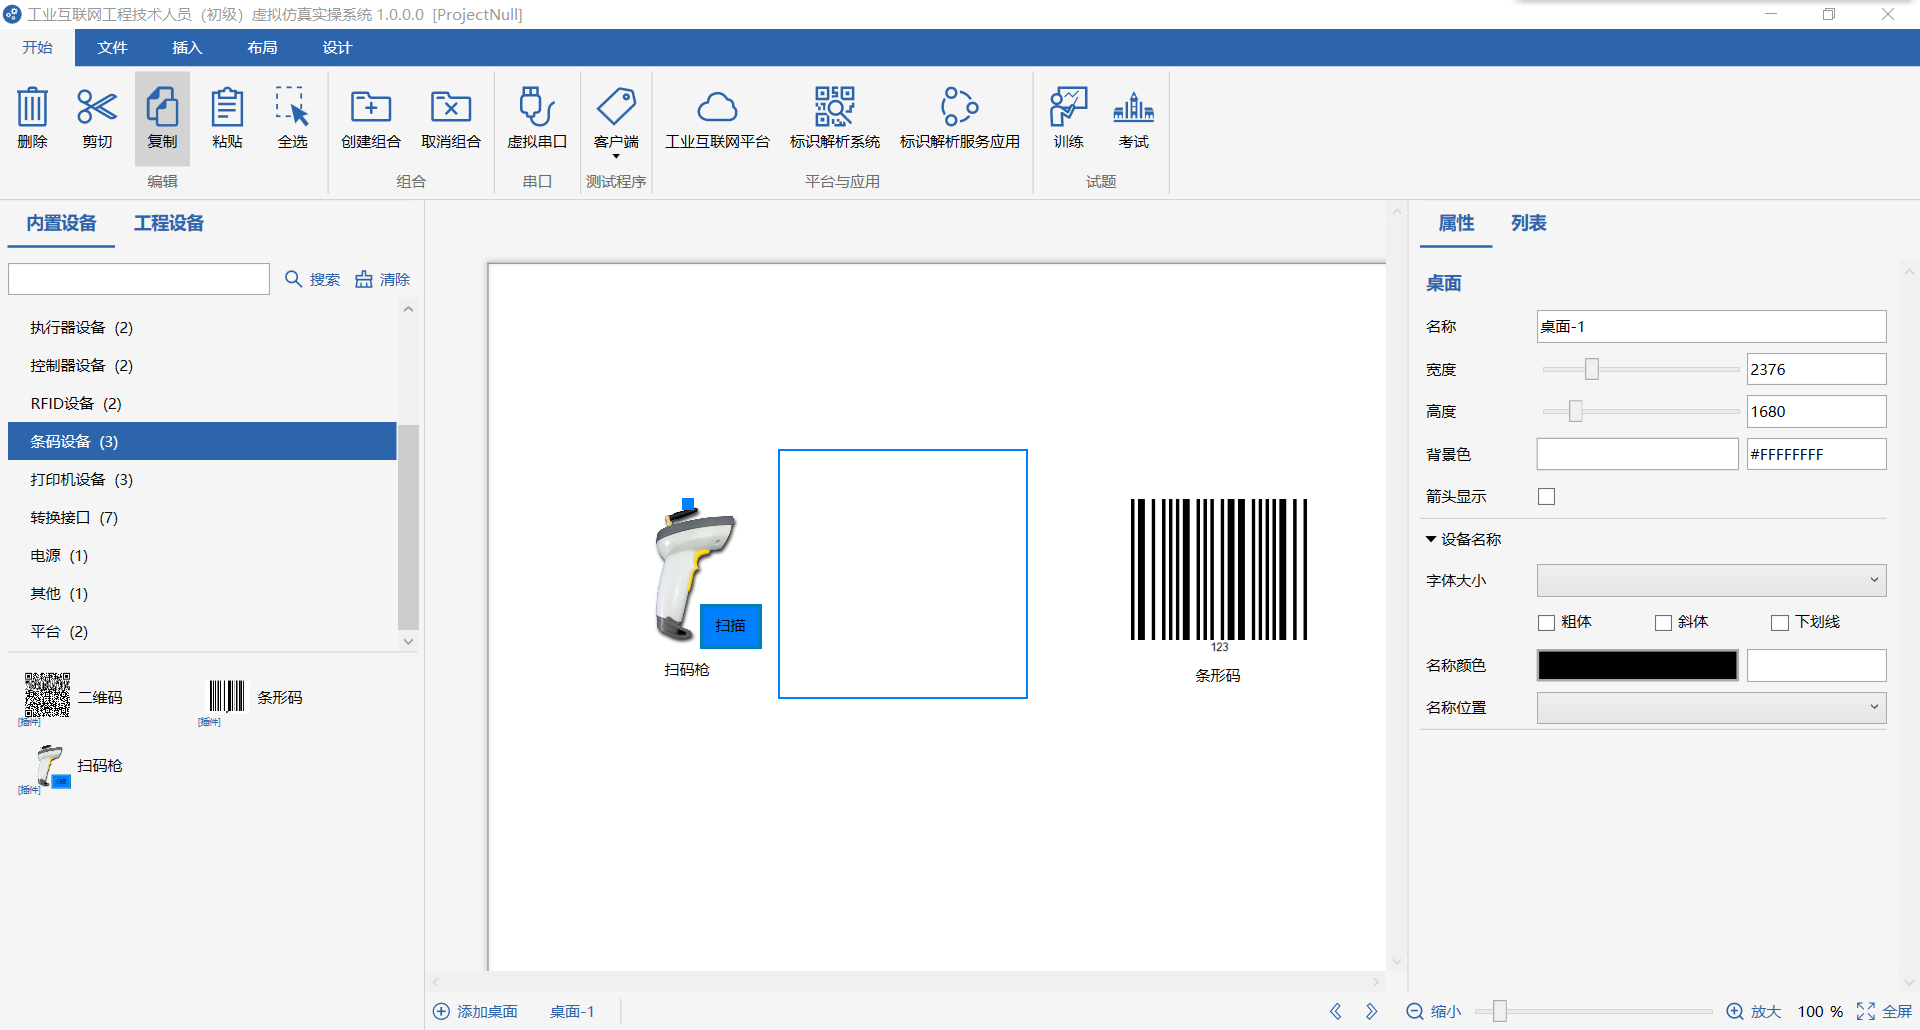 工业互联网工程技术人员（初级）虚拟仿真实操系统 1.0.0.0  [ProjectNull]
开始 文件 插入 布局 设计
删除 剪切 复制 粘贴 全选 创建组合 取消组合 虚拟串口 客户端 工业互联网平台 标识解析系统 标识解析服务应用 训练 考试
编辑 组合 串口 测试程序 平台与应用 试题
内置设备 工程设备
搜索 清除
执行器设备 (2)
控制器设备 (2)
RFID设备 (2)
条码设备 (3)
打印机设备 (3)
转换接口 (7)
电源 (1)
其他 (1)
平台 (2)
二维码
[插件]
条形码
[插件]
扫码枪
[插件]
扫描
扫码枪
123
条形码
属性 列表
桌面
名称 桌面-1
宽度 2376
高度 1680
背景色 #FFFFFFFF
箭头显示
设备名称
字体大小
粗体 斜体 下划线
名称颜色
名称位置
添加桌面 桌面-1
缩小 放大 100 % 全屏